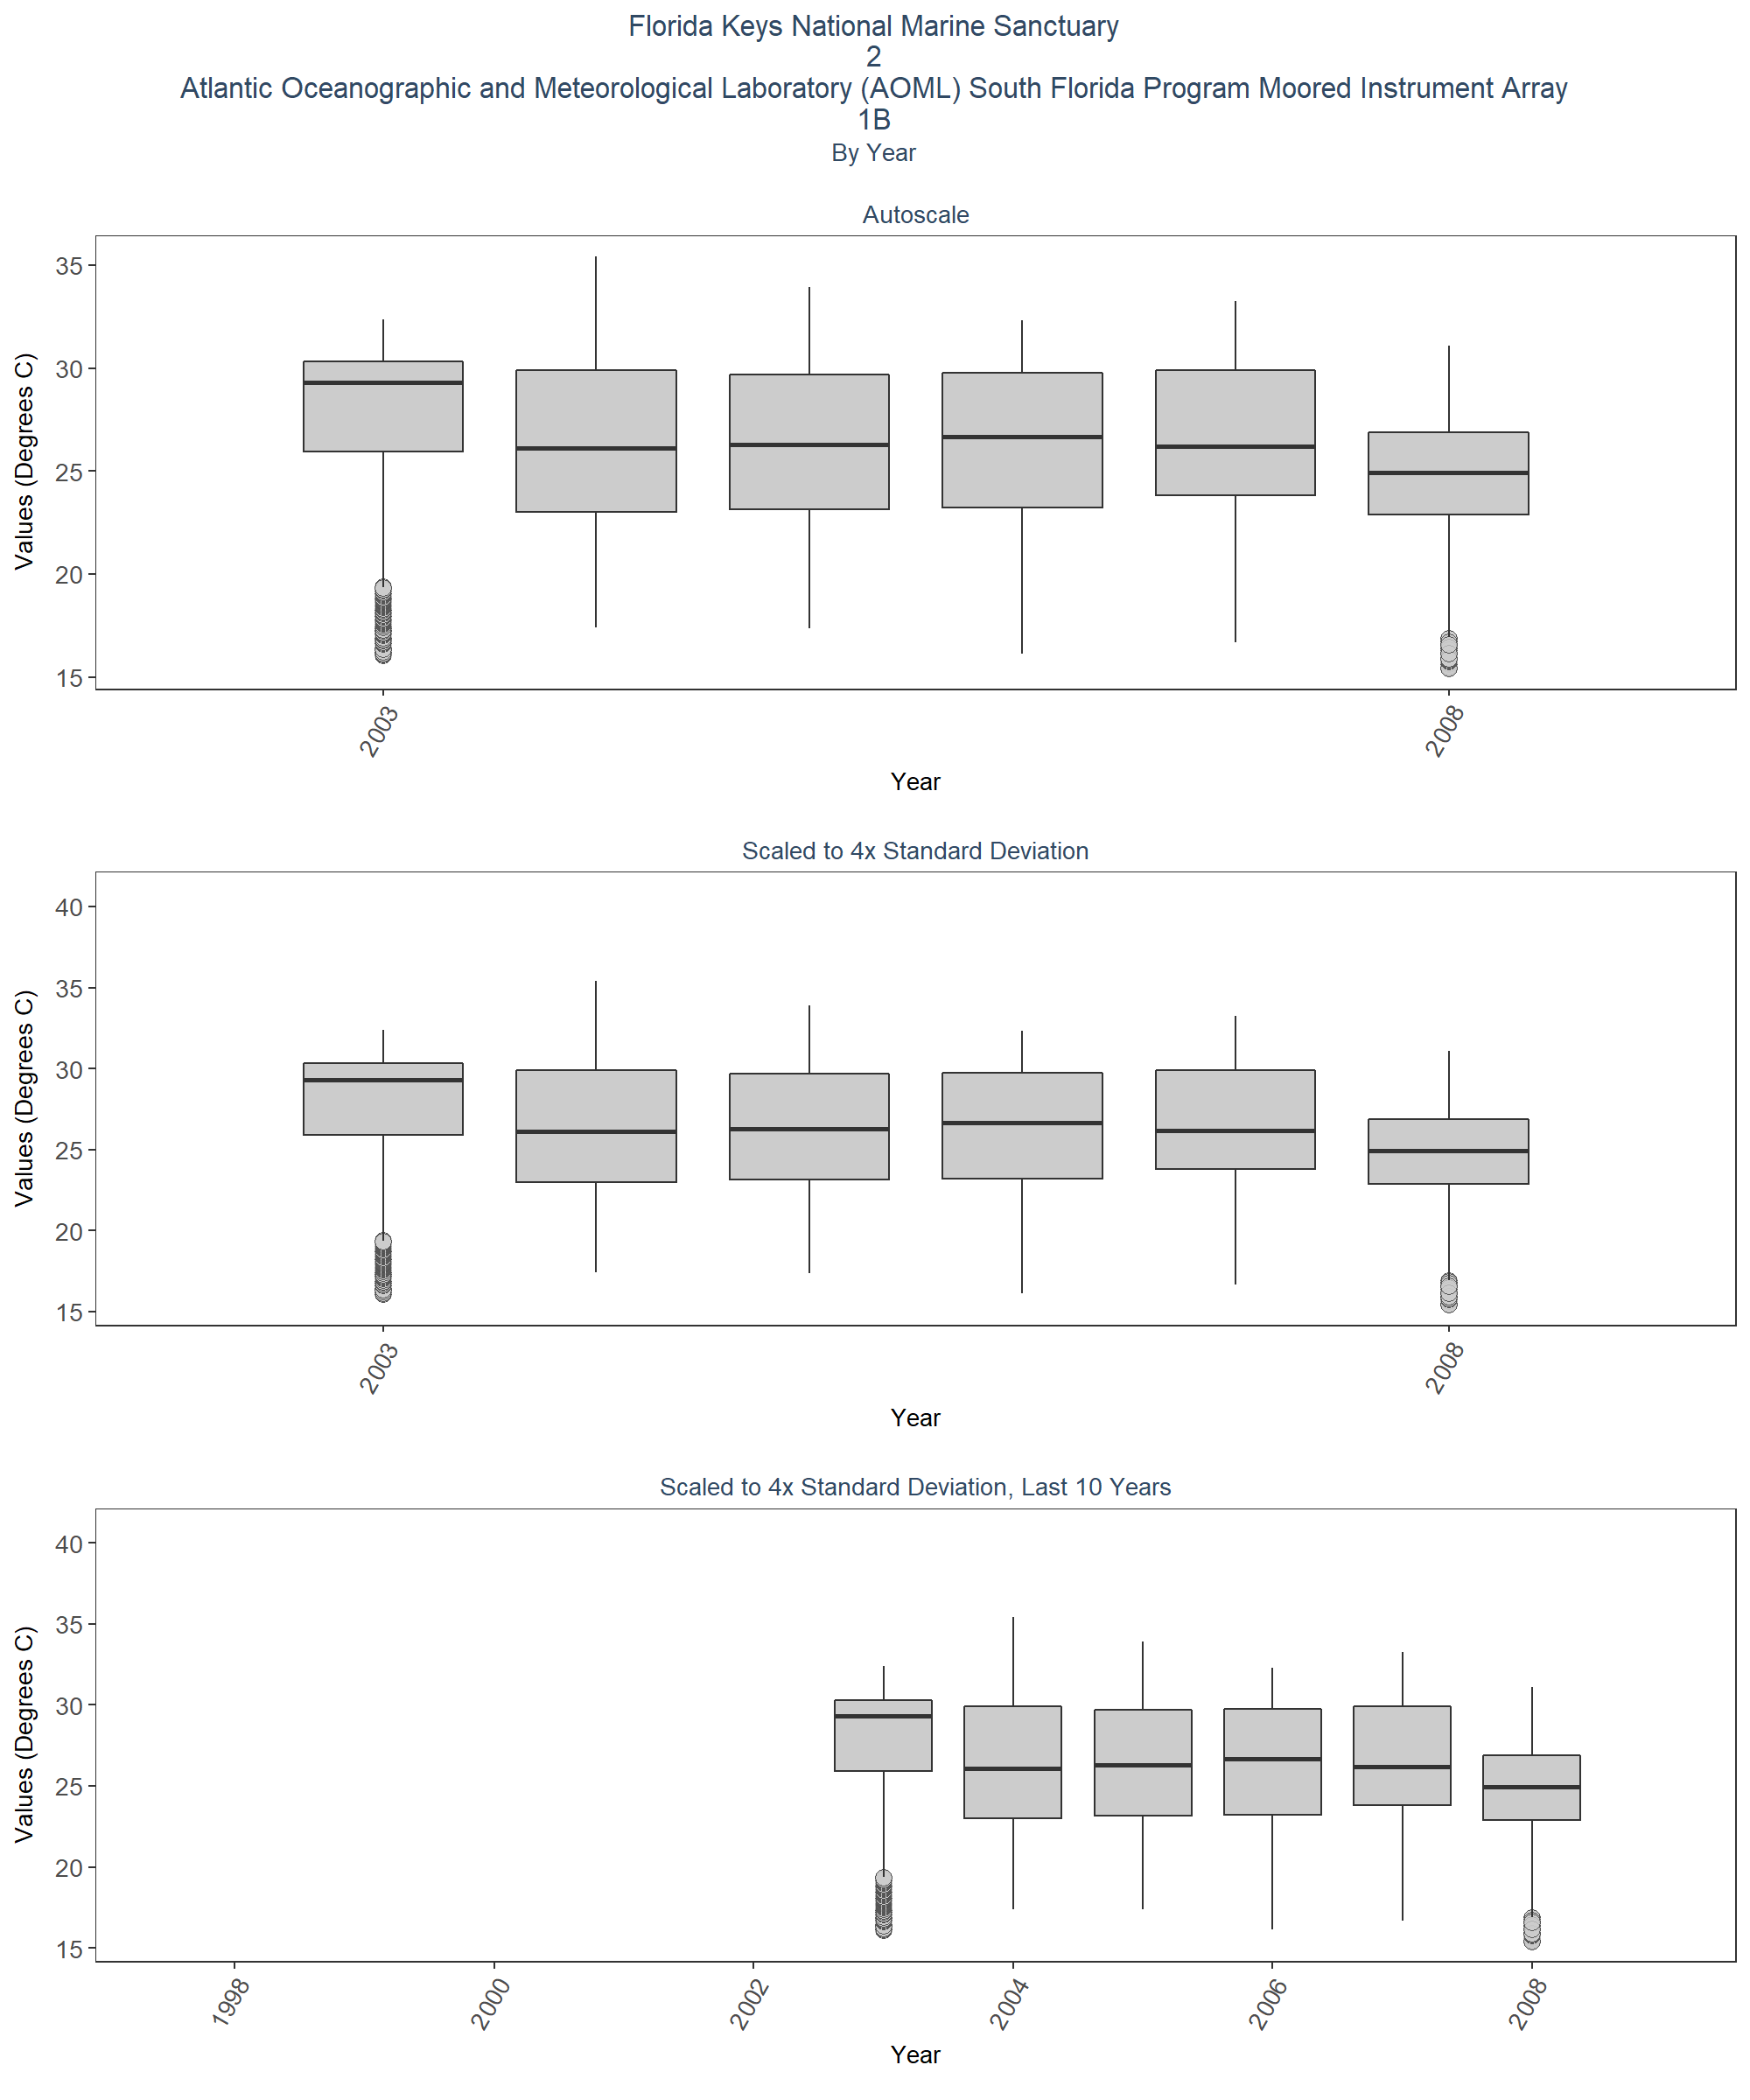 Florida Keys National Marine Sanctuary
2
Atlantic Oceanographic and Meteorological Laboratory (AOML) South Florida Program Moored Instrument Array
1B
By Year
Autoscale
Values (Degrees C)
35
30
25
20
15
2003
2008
Year
Scaled to 4x Standard Deviation
Values (Degrees C)
40
35
30
25
20
15
2003
2008
Year
Scaled to 4x Standard Deviation, Last 10 Years
Values (Degrees C)
40
35
30
25
20
15
1998
2000
2002
2004
2006
2008
Year